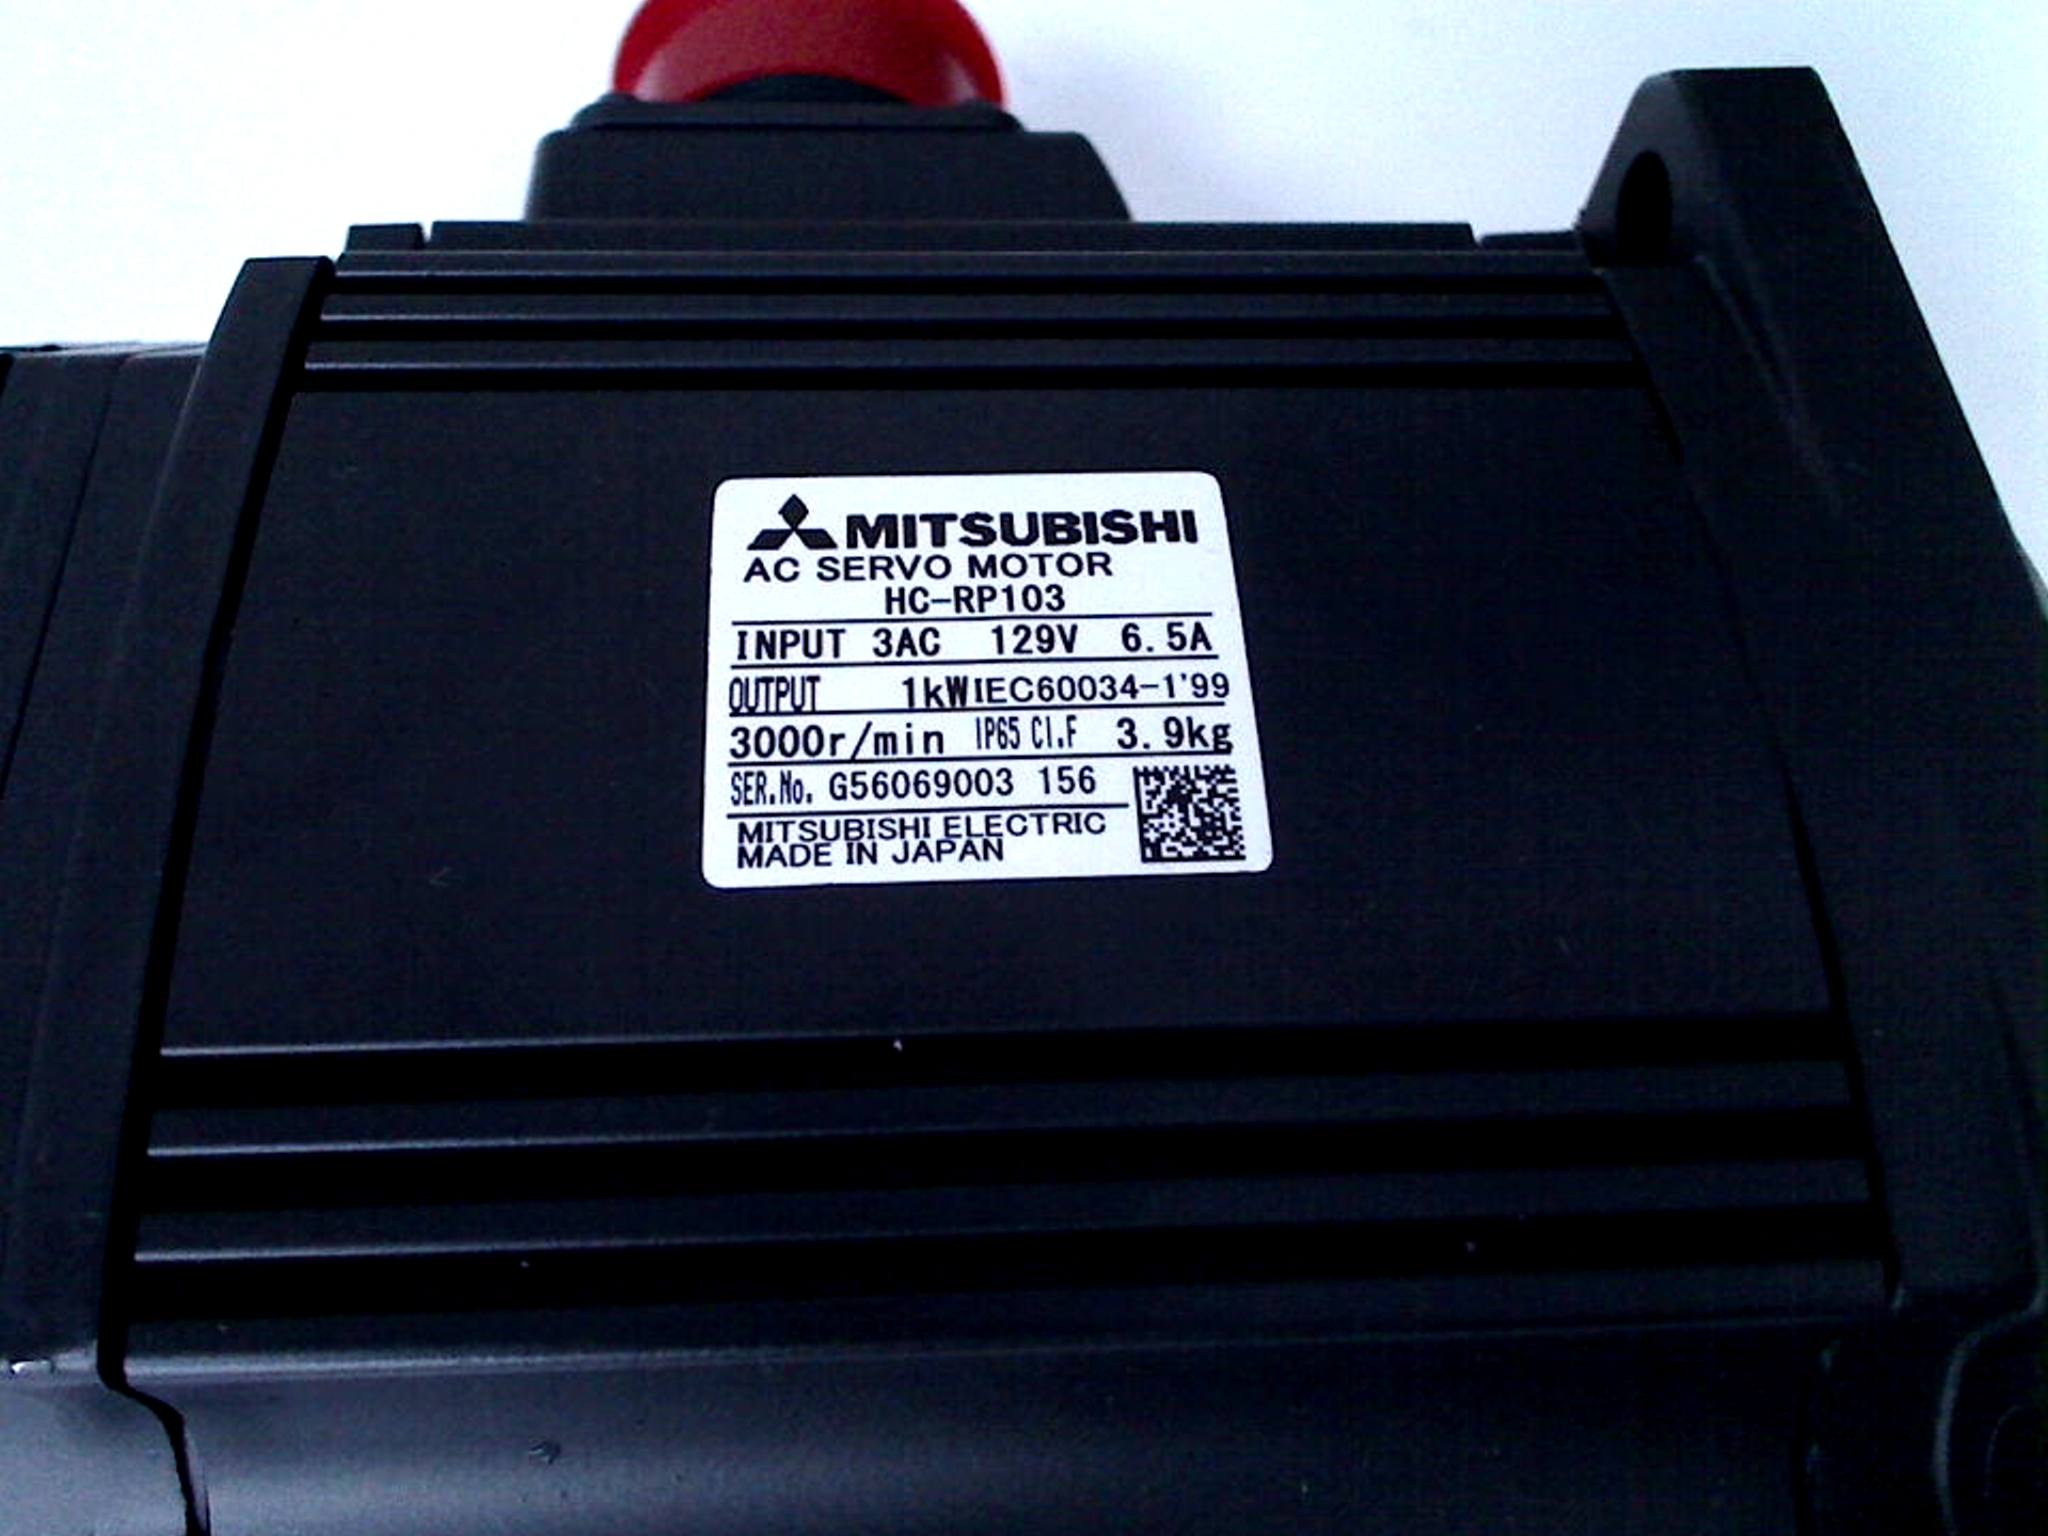 MITSUBISHI
AC SERVO MOTOR
HC-RP103
INPUT 3AC 129V 6.5A
OUTPUT 1kW IEC60034-1'99
3000r/min IP65 Cl.F 3.9kg
SER.No. G56069003 156
MITSUBISHI ELECTRIC
MADE IN JAPAN